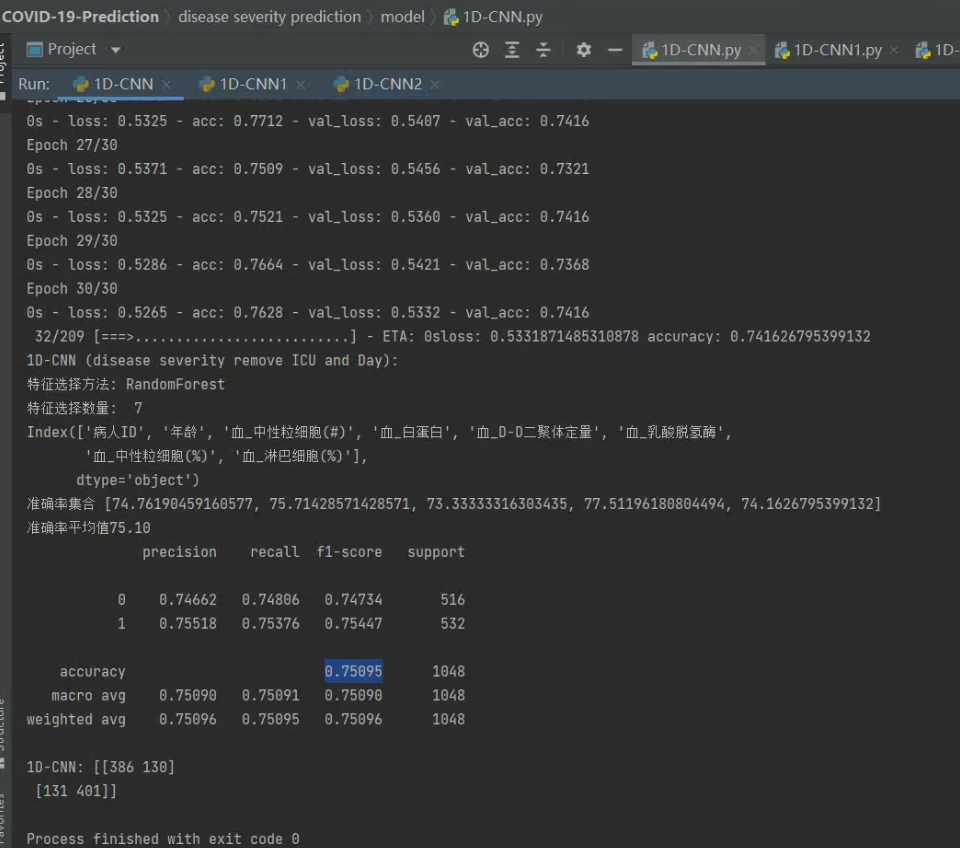 COVID-19-Prediction 〉 disease severity prediction 〉 model 〉 1D-CNN.py
Project
Project 1D-CNN.py × 1D-CNN1.py × 1D-
Run: 1D-CNN × 1D-CNN1 × 1D-CNN2 ×
0s - loss: 0.5325 - acc: 0.7712 - val_loss: 0.5407 - val_acc: 0.7416
Epoch 27/30
0s - loss: 0.5371 - acc: 0.7509 - val_loss: 0.5456 - val_acc: 0.7321
Epoch 28/30
0s - loss: 0.5325 - acc: 0.7521 - val_loss: 0.5360 - val_acc: 0.7416
Epoch 29/30
0s - loss: 0.5286 - acc: 0.7664 - val_loss: 0.5421 - val_acc: 0.7368
Epoch 30/30
0s - loss: 0.5265 - acc: 0.7628 - val_loss: 0.5332 - val_acc: 0.7416
32/209 [===>..........................] - ETA: 0sloss: 0.5331871485310878 accuracy: 0.741626795399132
1D-CNN (disease severity remove ICU and Day):
特征选择方法: RandomForest
特征选择数量: 7
Index(['病人ID', '年龄', '血_中性粒细胞(#)', '血_白蛋白', '血_D-D二聚体定量', '血_乳酸脱氢酶',
'血_中性粒细胞(%)', '血_淋巴细胞(%)'],
dtype='object')
准确率集合 [74.76190459160577, 75.71428571428571, 73.33333316303435, 77.51196180804494, 74.1626795399132]
准确率平均值75.10
precision recall f1-score support
0 0.74662 0.74806 0.74734 516
1 0.75518 0.75376 0.75447 532
accuracy 0.75095 1048
macro avg 0.75090 0.75091 0.75090 1048
weighted avg 0.75096 0.75095 0.75096 1048
1D-CNN: [[386 130]
[131 401]]
Process finished with exit code 0
Structure
Favorites